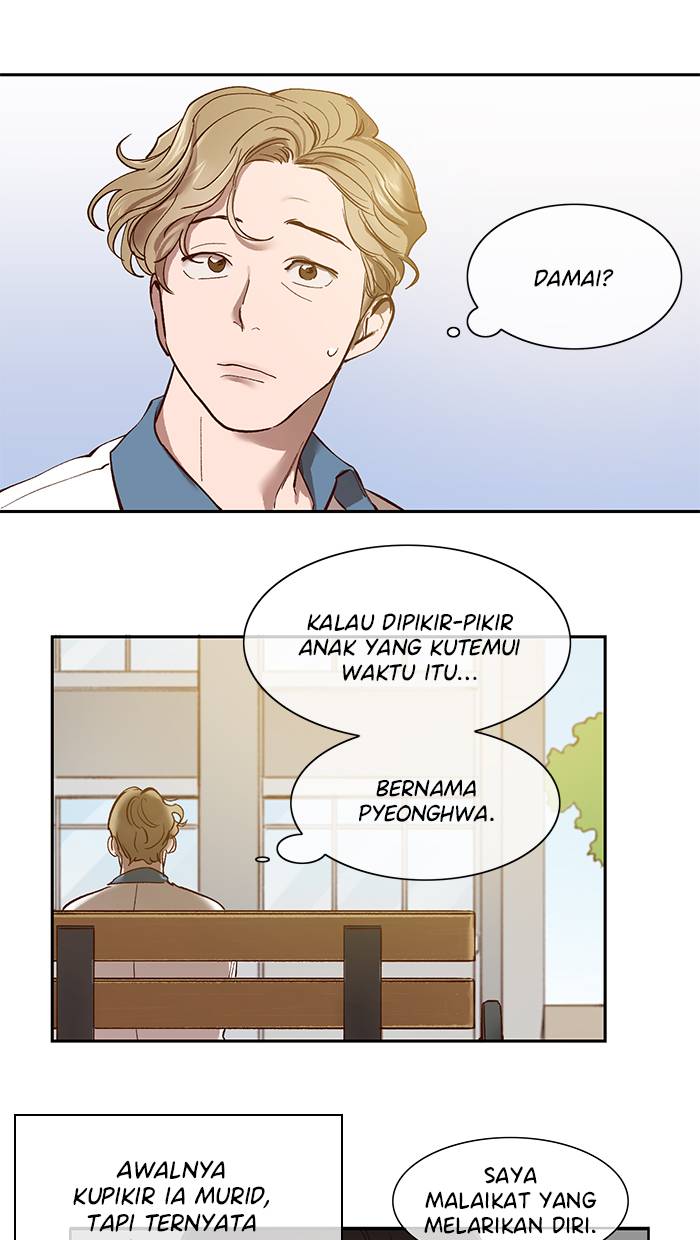 DAMAI?
KALAU DIPIKIR-PIKIR
ANAK YANG KUTEMUI
WAKTU ITU...
BERNAMA
PYEONGHWA.
AWALNYA
KUPIKIR IA MURID,
TAPI TERNYATA
SAYA
MALAIKAT YANG
MELARIKAN DIRI.